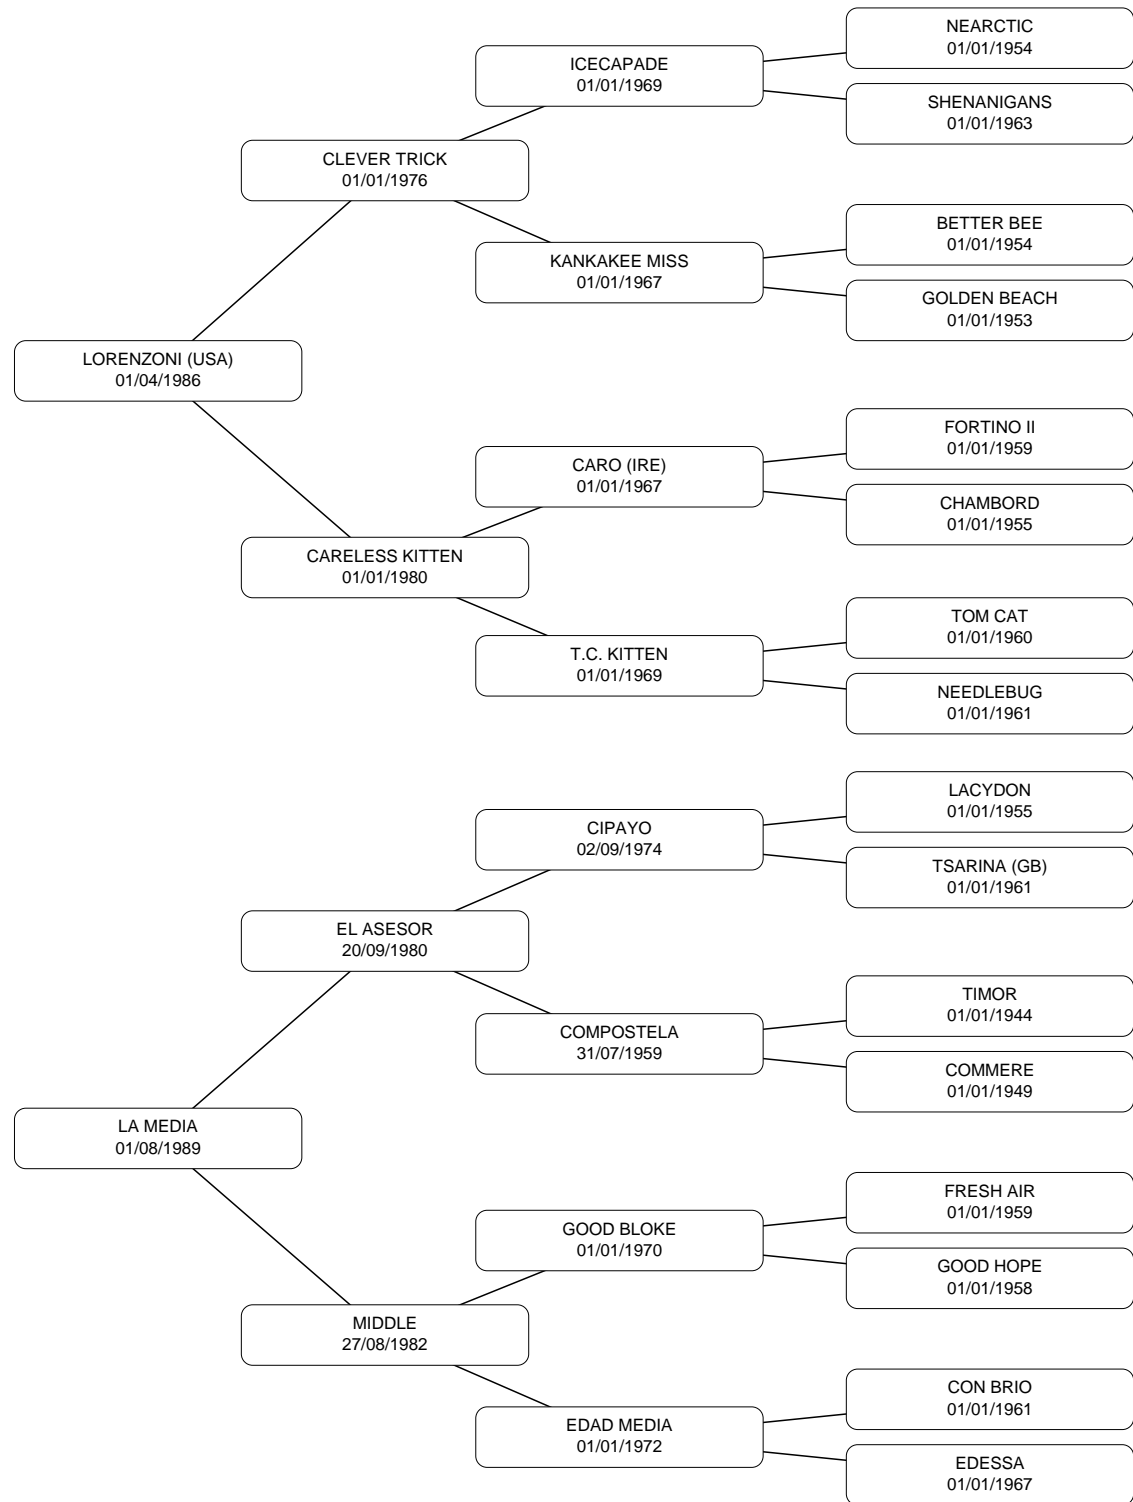 NEARCTIC
01/01/1954
ICECAPADE
01/01/1969
SHENANIGANS
01/01/1963
CLEVER TRICK
01/01/1976
BETTER BEE
01/01/1954
KANKAKEE MISS
01/01/1967
GOLDEN BEACH
01/01/1953
LORENZONI (USA)
01/04/1986
FORTINO II
01/01/1959
CARO (IRE)
01/01/1967
CHAMBORD
01/01/1955
CARELESS KITTEN
01/01/1980
TOM CAT
01/01/1960
T.C. KITTEN
01/01/1969
NEEDLEBUG
01/01/1961
LACYDON
01/01/1955
CIPAYO
02/09/1974
TSARINA (GB)
01/01/1961
EL ASESOR
20/09/1980
TIMOR
01/01/1944
COMPOSTELA
31/07/1959
COMMERE
01/01/1949
LA MEDIA
01/08/1989
FRESH AIR
01/01/1959
GOOD BLOKE
01/01/1970
GOOD HOPE
01/01/1958
MIDDLE
27/08/1982
CON BRIO
01/01/1961
EDAD MEDIA
01/01/1972
EDESSA
01/01/1967